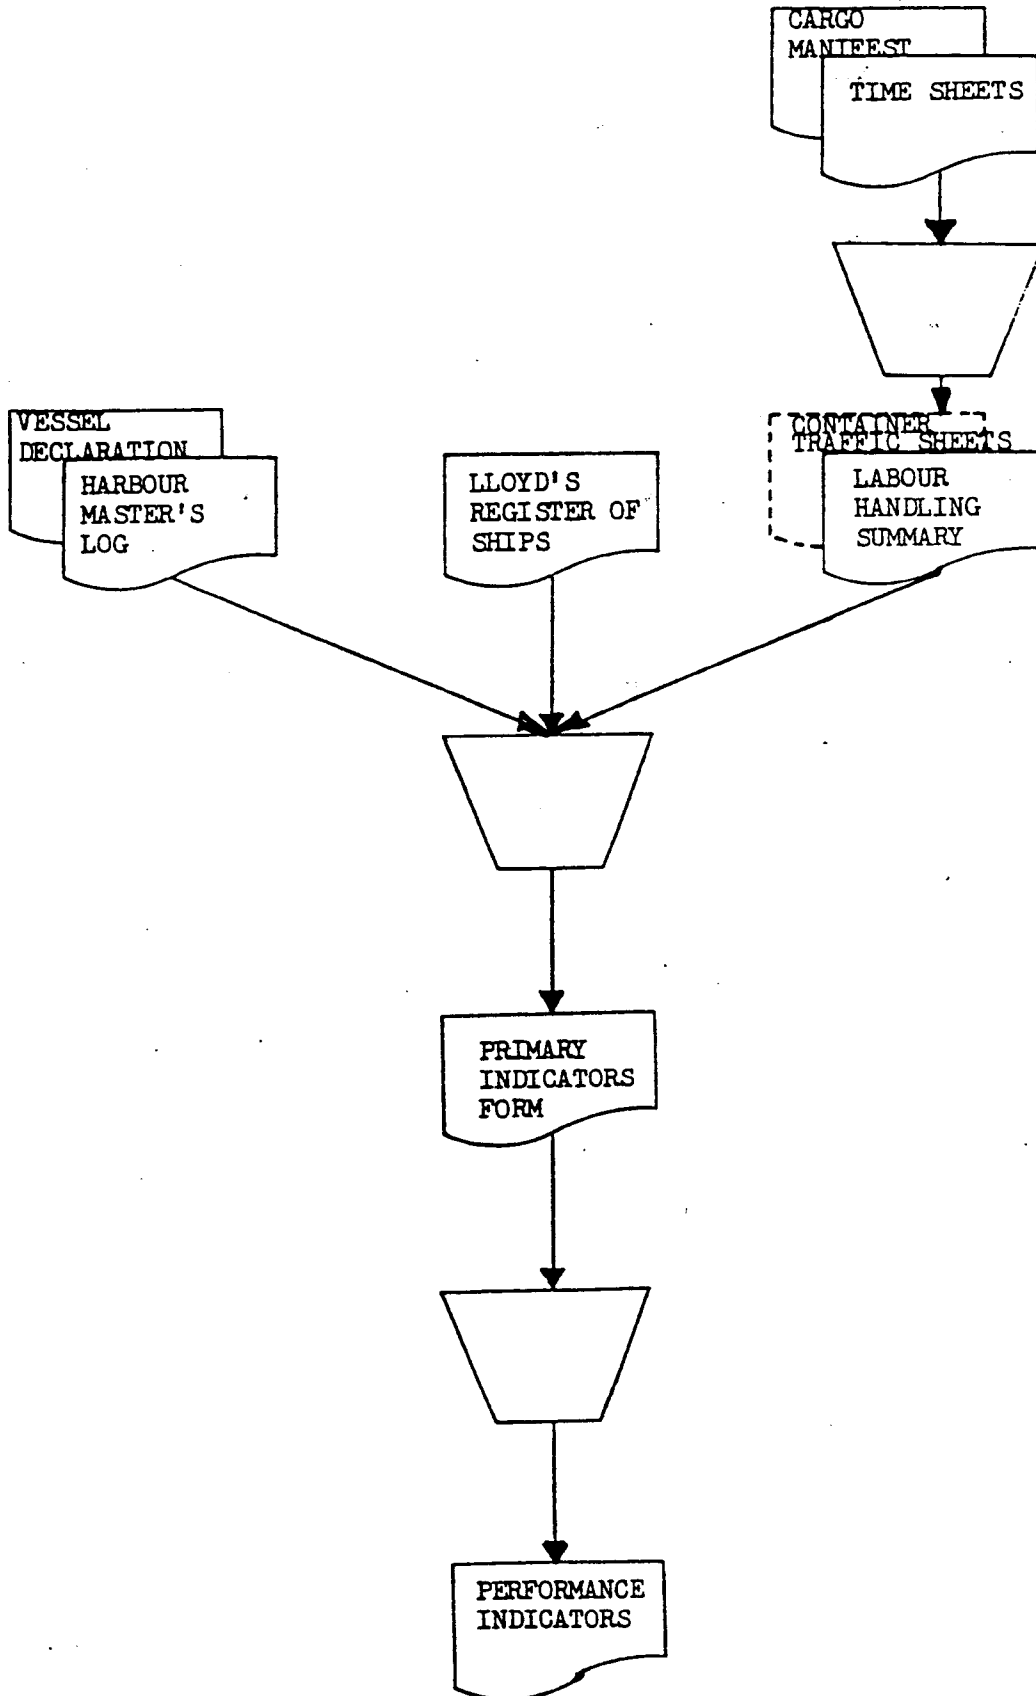 CARGO
MANIFEST
TIME SHEETS
VESSEL
DECLARATION
HARBOUR
MASTER'S
LOG
LLOYD'S
REGISTER OF
SHIPS
CONTAINER
TRAFFIC SHEETS
LABOUR
HANDLING
SUMMARY
PRIMARY
INDICATORS
FORM
PERFORMANCE
INDICATORS